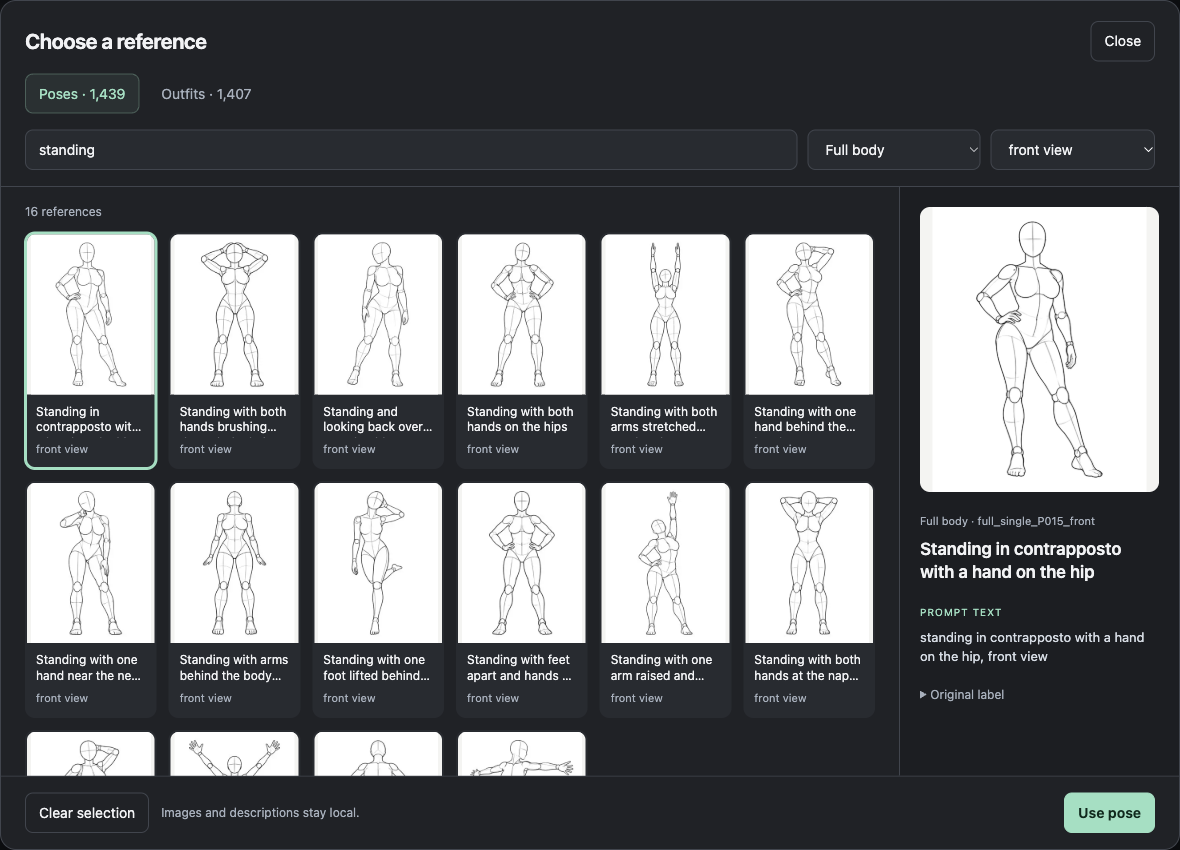 Choose a reference
Close
Poses · 1,439
Outfits · 1,407
standing
Full body
front view
16 references
Standing in
contrapposto wit...
front view
Standing with both
hands brushing...
front view
Standing and
looking back over...
front view
Standing with both
hands on the hips
front view
Standing with both
arms stretched...
front view
Standing with one
hand behind the...
front view
Standing with one
hand near the ne...
front view
Standing with arms
behind the body...
front view
Standing with one
foot lifted behind...
front view
Standing with feet
apart and hands ...
front view
Standing with one
arm raised and...
front view
Standing with both
hands at the nap...
front view
Full body · full_single_P015_front
Standing in contrapposto
with a hand on the hip
PROMPT TEXT
standing in contrapposto with a hand
on the hip, front view
Original label
Clear selection
Images and descriptions stay local.
Use pose